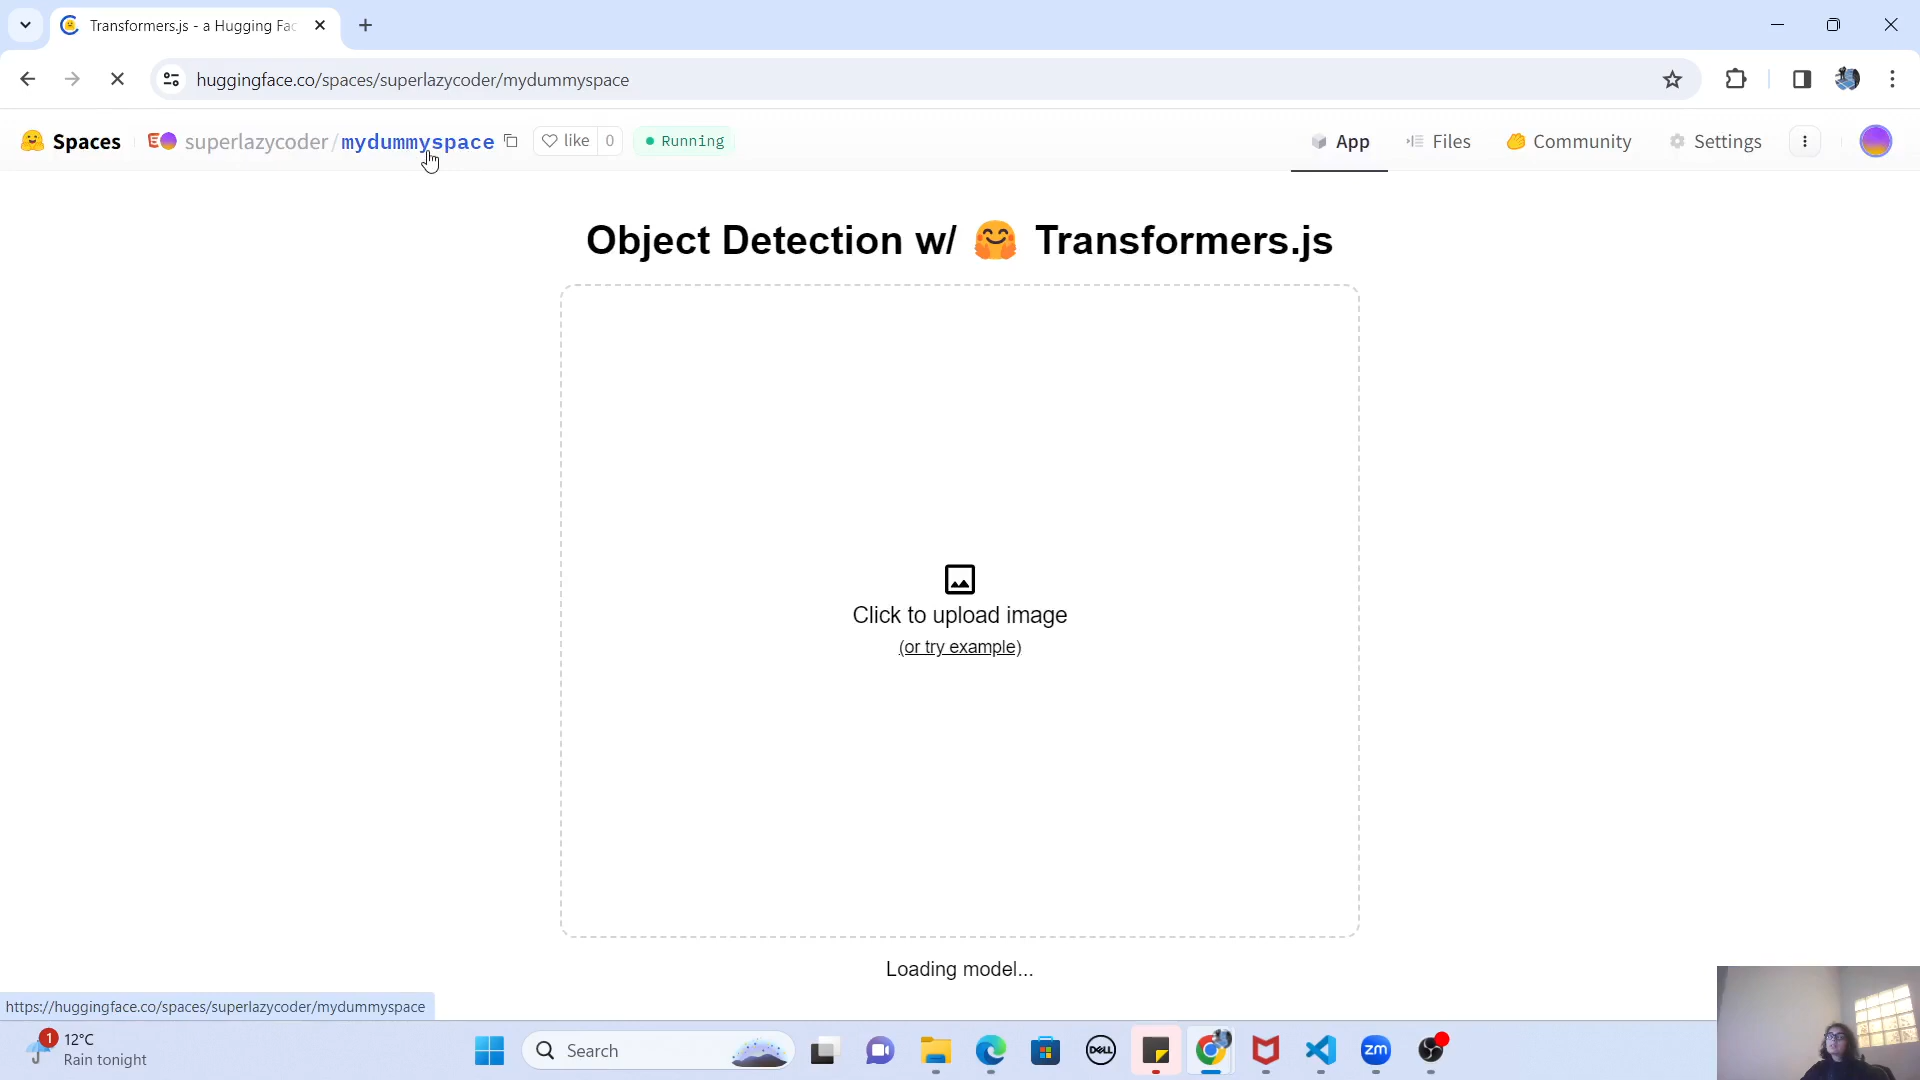 Transformers.js - a Hugging Fac
huggingface.co/spaces/superlazycoder/mydummyspace
Spaces
superlazycoder/mydummyspace
like
0
Running
App
Files
Community
Settings
Object Detection w/ 🤗 Transformers.js
Click to upload image
(or try example)
Loading model...
https://huggingface.co/spaces/superlazycoder/mydummyspace
1
12°C
Rain tonight
Search
DELL
zm